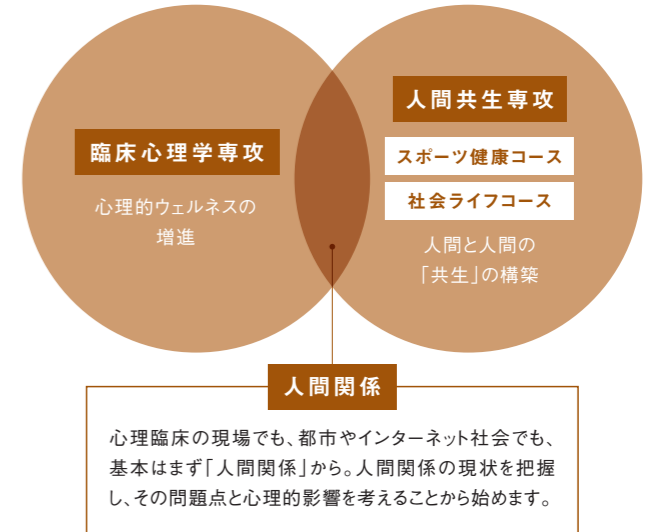 臨床心理学専攻
心理的ウェルネスの
増進
人間共生専攻
スポーツ健康コース
社会ライフコース
人間と人間の
「共生」の構築
人間関係
心理臨床の現場でも、都市やインターネット社会でも、
基本はまず「人間関係」から。人間関係の現状を把握
し、その問題点と心理的影響を考えることから始めます。